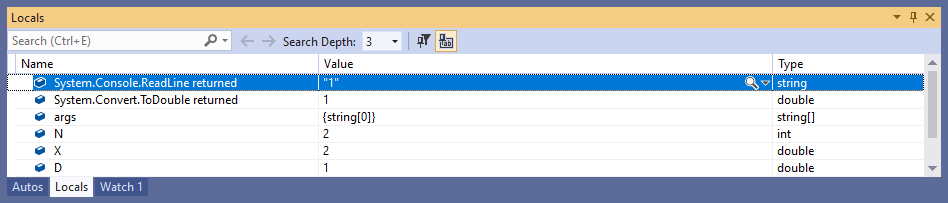 Locals
Search (Ctrl+E) Search Depth: 3
Name Value Type
System.Console.ReadLine returned "1" string
System.Convert.ToDouble returned 1 double
args {string[0]} string[]
N 2 int
X 2 double
D 1 double
Autos Locals Watch 1